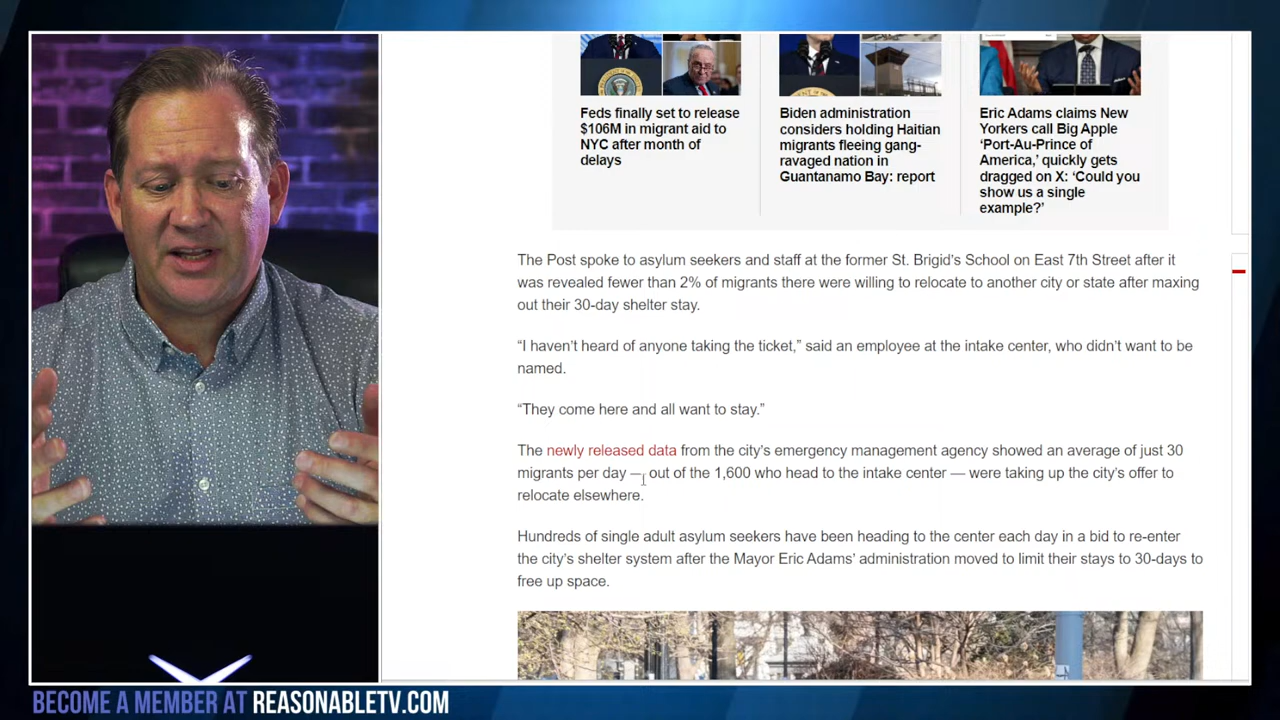 Feds finally set to release
$106M in migrant aid to
NYC after month of
delays
Biden administration
considers holding Haitian
migrants fleeing gang-
ravaged nation in
Guantanamo Bay: report
Eric Adams claims New
Yorkers call Big Apple
‘Port-Au-Prince of
America,’ quickly gets
dragged on X: ‘Could you
show us a single
example?’
The Post spoke to asylum seekers and staff at the former St. Brigid’s School on East 7th Street after it
was revealed fewer than 2% of migrants there were willing to relocate to another city or state after maxing
out their 30-day shelter stay.
“I haven’t heard of anyone taking the ticket,” said an employee at the intake center, who didn’t want to be
named.
“They come here and all want to stay.”
The newly released data from the city’s emergency management agency showed an average of just 30
migrants per day — out of the 1,600 who head to the intake center — were taking up the city’s offer to
relocate elsewhere.
Hundreds of single adult asylum seekers have been heading to the center each day in a bid to re-enter
the city’s shelter system after the Mayor Eric Adams’ administration moved to limit their stays to 30-days to
free up space.
BECOME A MEMBER AT REASONABLETV.COM